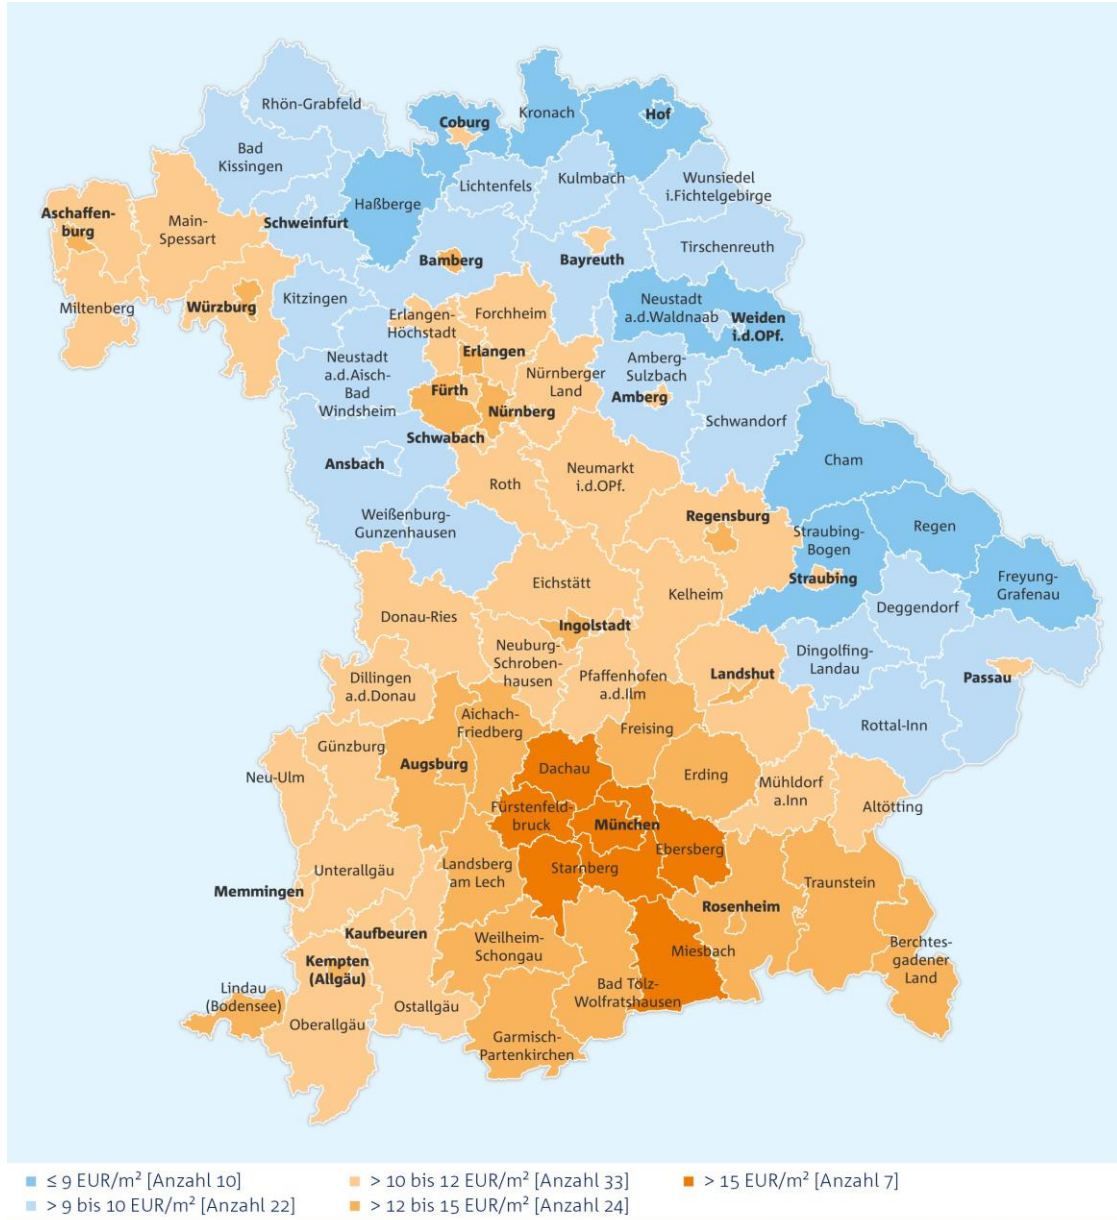 Rhön-Grabfeld
Bad
Kissingen
Coburg
Kronach
Hof
Lichtenfels
Kulmbach
Wunsiedel
i.Fichtelgebirge
Haßberge
Schweinfurt
Aschaffen-
burg
Main-
Spessart
Tirschenreuth
Bamberg
Bayreuth
Miltenberg
Würzburg
Kitzingen
Erlangen-
Höchstadt
Forchheim
Neustadt
a.d.Waldnaab
Weiden
i.d.OPf.
Erlangen
Neustadt
a.d.Aisch-
Bad
Windsheim
Fürth
Nürnberger
Land
Amberg-
Sulzbach
Amberg
Nürnberg
Schwabach
Schwandorf
Ansbach
Roth
Neumarkt
i.d.OPf.
Cham
Weißenburg-
Gunzenhausen
Regensburg
Straubing-
Bogen
Regen
Straubing
Freyung-
Grafenau
Eichstätt
Kelheim
Deggendorf
Donau-Ries
Ingolstadt
Neuburg-
Schroben-
hausen
Dingolfing-
Landau
Dillingen
a.d.Donau
Pfaffenhofen
a.d.Ilm
Landshut
Passau
Aichach-
Friedberg
Freising
Rottal-Inn
Günzburg
Augsburg
Neu-Ulm
Dachau
Erding
Mühldorf
a.Inn
Altötting
Fürstenfeld-
bruck
München
Ebersberg
Unterallgäu
Landsberg
am Lech
Starnberg
Traunstein
Memmingen
Rosenheim
Kaufbeuren
Weilheim-
Schongau
Miesbach
Berchtes-
gadener
Land
Kempten
(Allgäu)
Lindau
(Bodensee)
Bad Tölz-
Wolfratshausen
Oberallgäu
Ostallgäu
Garmisch-
Partenkirchen
≤ 9 EUR/m² [Anzahl 10]
> 10 bis 12 EUR/m² [Anzahl 33]
> 15 EUR/m² [Anzahl 7]
> 9 bis 10 EUR/m² [Anzahl 22]
> 12 bis 15 EUR/m² [Anzahl 24]